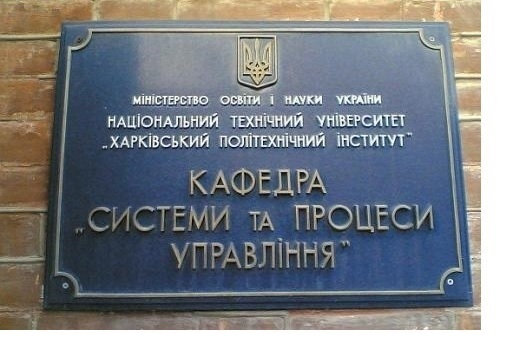 МІНІСТЕРСТВО ОСВІТИ І НАУКИ УКРАЇНИ
НАЦІОНАЛЬНИЙ ТЕХНІЧНИЙ УНІВЕРСИТЕТ
„ХАРКІВСЬКИЙ ПОЛІТЕХНІЧНИЙ ІНСТИТУТ"
КАФЕДРА
„СИСТЕМИ ТА ПРОЦЕСИ
УПРАВЛІННЯ"